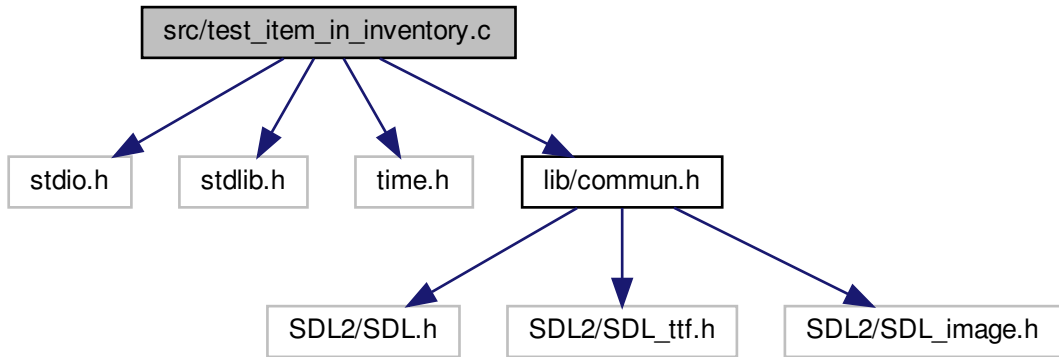 src/test_item_in_inventory.c
stdio.h
stdlib.h
time.h
lib/commun.h
SDL2/SDL.h
SDL2/SDL_ttf.h
SDL2/SDL_image.h